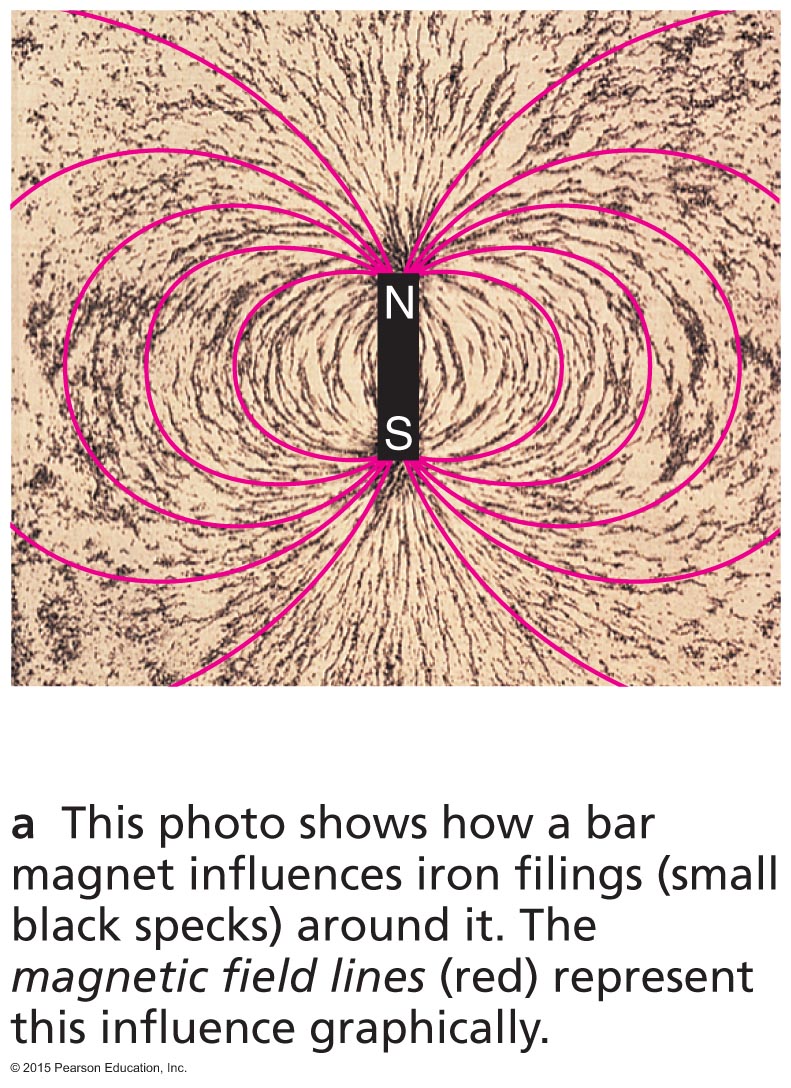 N
S
a This photo shows how a bar
magnet influences iron filings (small
black specks) around it. The
magnetic field lines (red) represent
this influence graphically.
© 2015 Pearson Education, Inc.